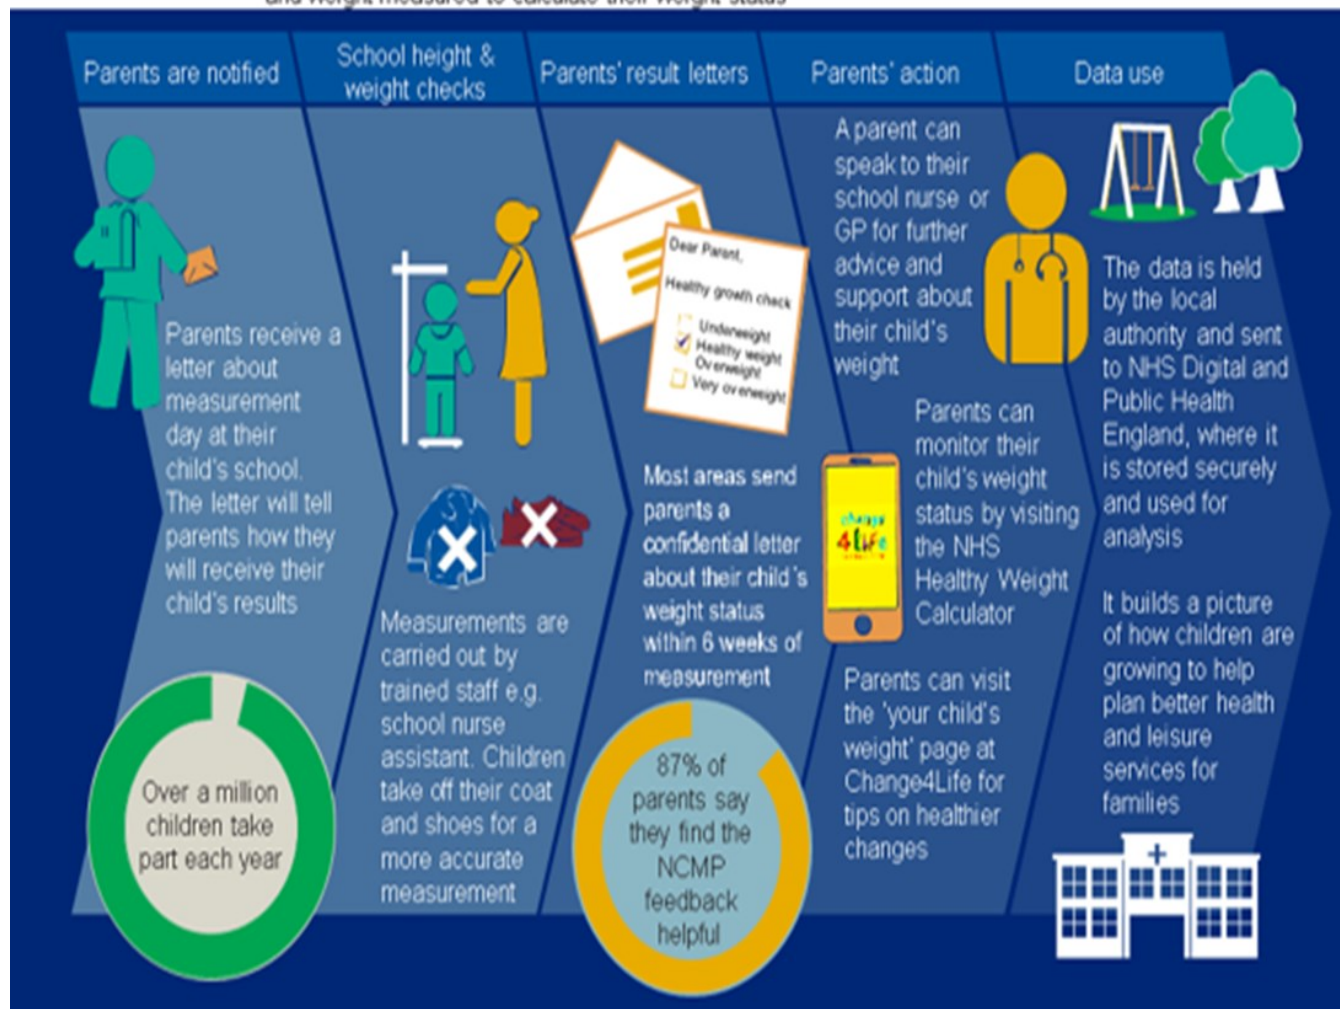 and weight measured to calculate their weight status
Parents are notified
School height &
weight checks
Parents' result letters
Parents' action
Data use
Parents receive a
letter about
measurement
day at their
child's school.
The letter will tell
parents how they
will receive their
child's results
Over a million
children take
part each year
Measurements are
carried out by
trained staff e.g.
school nurse
assistant. Children
take off their coat
and shoes for a
more accurate
measurement
Dear Parent,
Healthy growth check
Underweight
Healthy weight
Overweight
Very overweight
Most areas send
parents a
confidential letter
about their child's
weight status
within 6 weeks of
measurement
87% of
parents say
they find the
NCMP
feedback
helpful
A parent can
speak to their
school nurse or
GP for further
advice and
support about
their child's
weight
Parents can
monitor their
child's weight
status by visiting
the NHS
Healthy Weight
Calculator
change
4Life
Parents can visit
the 'your child's
weight' page at
Change4Life for
tips on healthier
changes
The data is held
by the local
authority and sent
to NHS Digital and
Public Health
England, where it
is stored securely
and used for
analysis
It builds a picture
of how children are
growing to help
plan better health
and leisure
services for
families